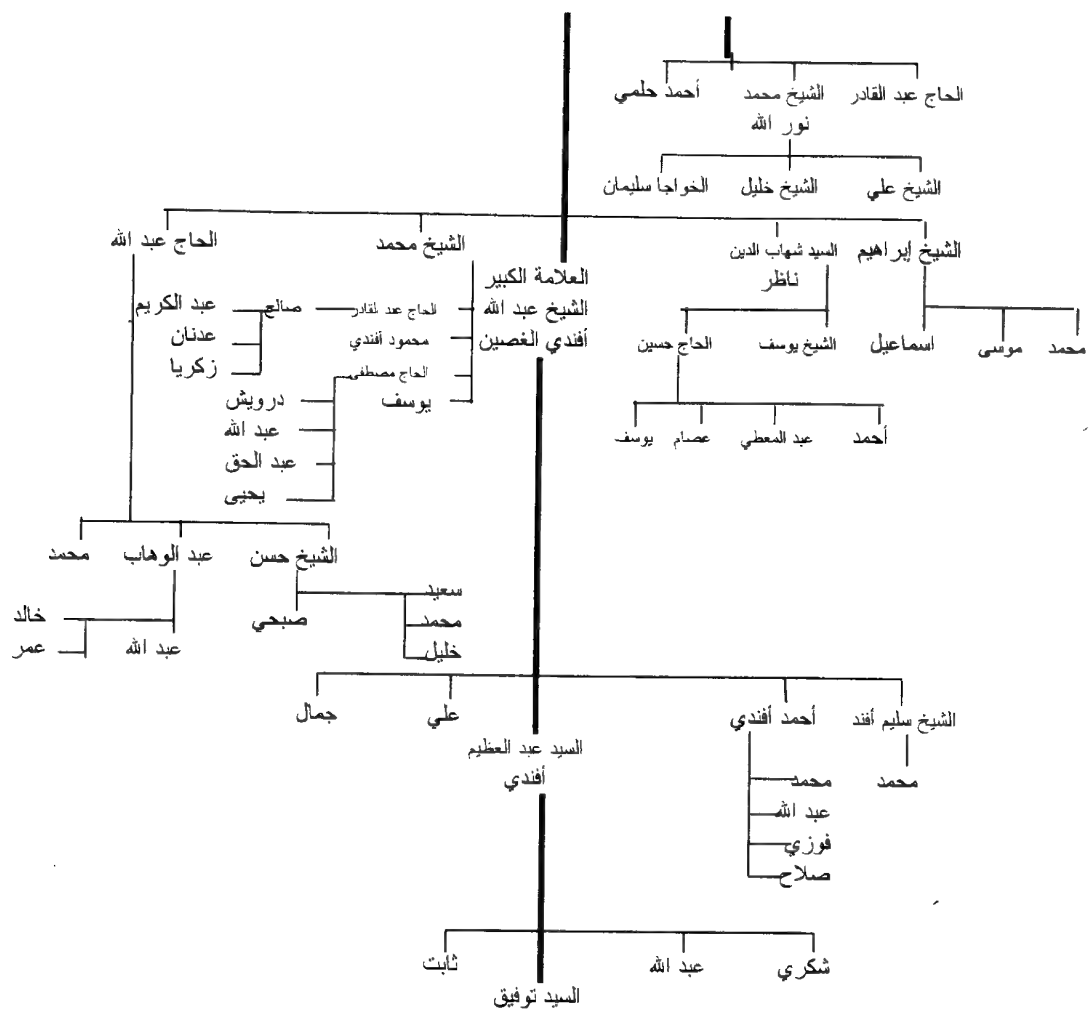 الحاج عبد القادر
الشيخ محمد
نور الله
أحمد حلمي
الشيخ علي
الشيخ خليل
الخواجا سليمان
الشيخ إبراهيم
السيد شهاب الدين
ناظر
الشيخ محمد
الحاج عبد الله
العلامة الكبير
الشيخ عبد الله
أفندي الغصين
محمد
موسى
اسماعيل
الشيخ يوسف
الحاج حسين
أحمد
عبد المعطي
عصام
يوسف
الحاج عبد لقادر
محمود أفندي
الحاج مصطفى
يوسف
صالح
عبد الكريم
عدنان
زكريا
درويش
عبد الله
عبد الحق
يحيى
الشيخ حسن
عبد الوهاب
محمد
سعيد
محمد
خليل
صبحي
عبد الله
خالد
عمر
الشيخ سليم أفند
أحمد أفندي
السيد عبد العظيم
أفندي
علي
جمال
محمد
محمد
عبد الله
فوزي
صلاح
شكري
عبد الله
السيد توفيق
ثابت